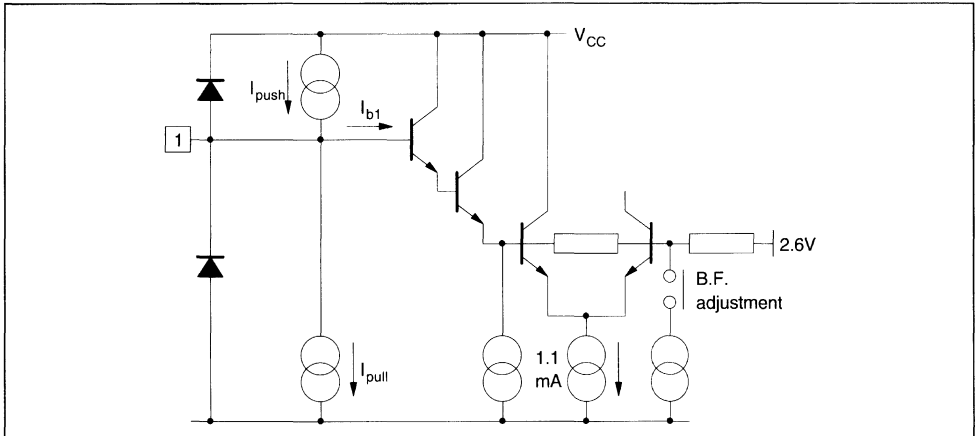 V_CC
I_push
I_b1
1
2.6V
B.F.
adjustment
1.1
mA
I_pull